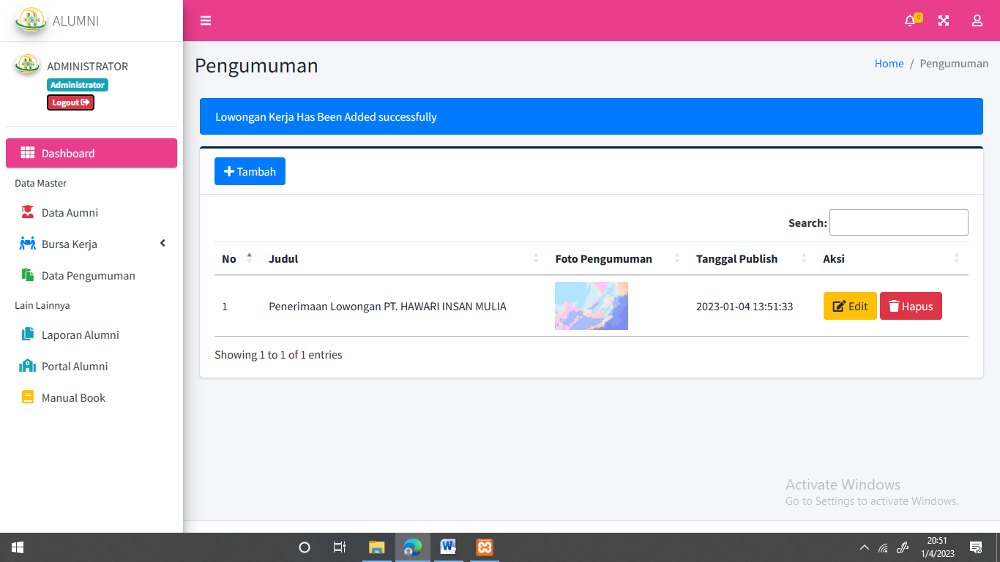 ALUMNI
0
ADMINISTRATOR
Administrator
Logout
Dashboard
Data Master
Data Aumni
Bursa Kerja
Data Pengumuman
Lain Lainnya
Laporan Alumni
Portal Alumni
Manual Book
Pengumuman
Home / Pengumuman
Lowongan Kerja Has Been Added successfully
Tambah
Search:
No Judul Foto Pengumuman Tanggal Publish Aksi
1 Penerimaan Lowongan PT. HAWARI INSAN MULIA 2023-01-04 13:51:33 Edit Hapus
Showing 1 to 1 of 1 entries
Activate Windows
Go to Settings to activate Windows.
20:51
1/4/2023